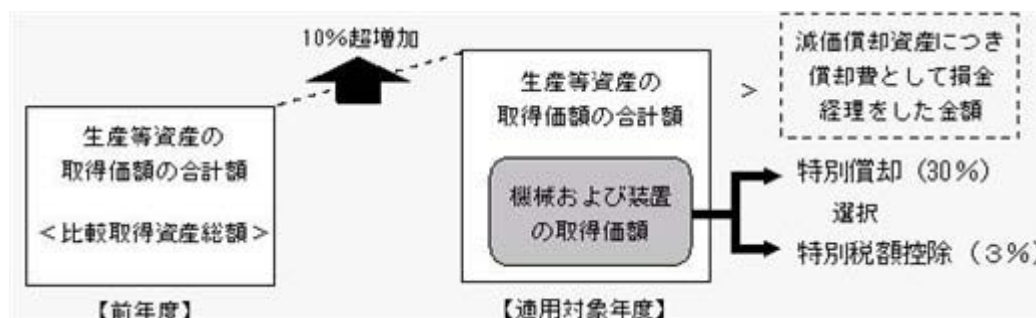 10%超増加
生産等資産の
取得価額の合計額
<比較取得資産総額>
【前年度】
生産等資産の
取得価額の合計額
機械および装置
の取得価額
【適用対象年度】
>
減価償却資産につき
償却費として損金
経理をした金額
特別償却（30%）
選択
特別税額控除（３%）